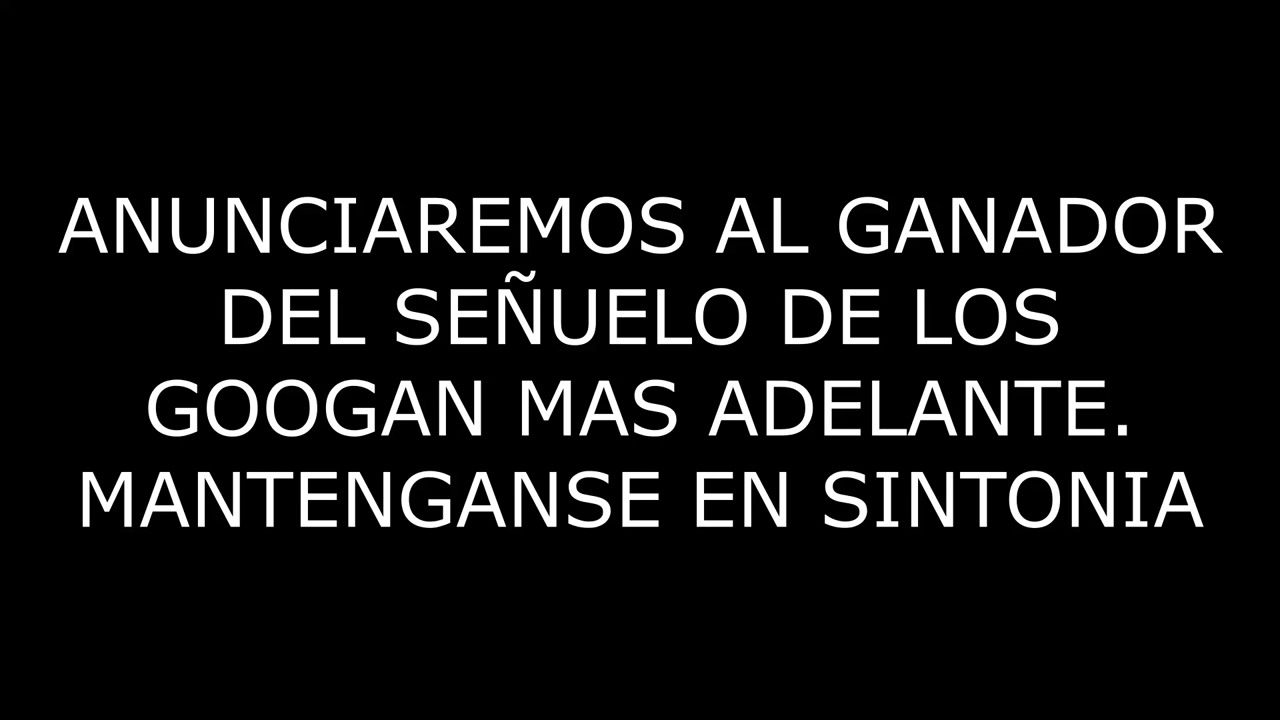 ANUNCIAREMOS AL GANADOR
DEL SEÑUELO DE LOS
GOOGAN MAS ADELANTE.
MANTENGANSE EN SINTONIA